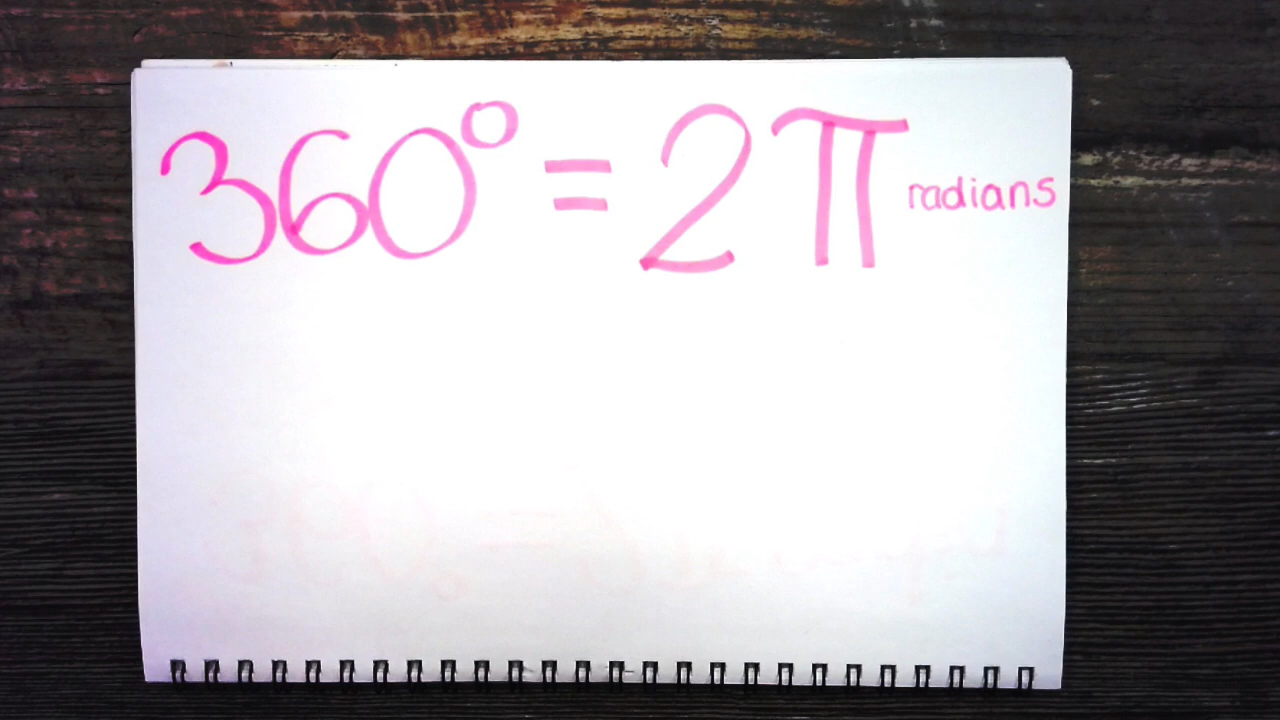 360° = 2π radians